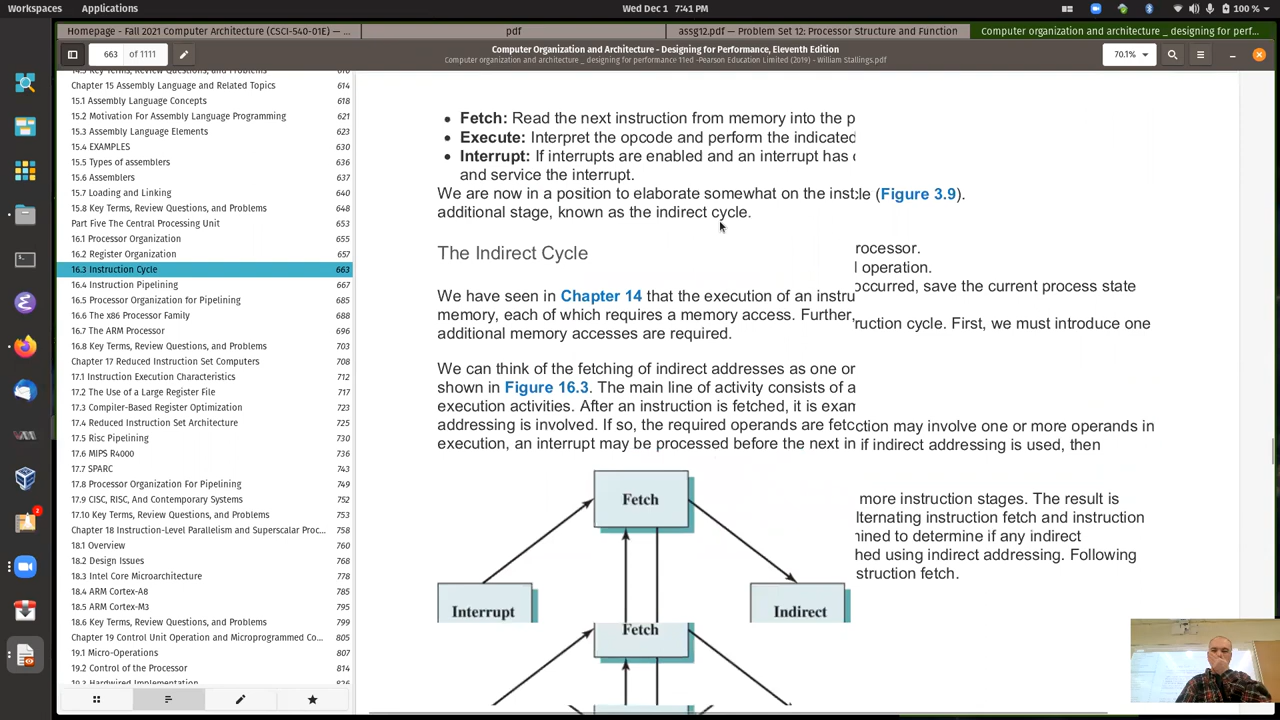 Workspaces Applications Wed Dec 1 7:41 PM 100 %
Homepage - Fall 2021 Computer Architecture (CSCI-540-01E) — ... pdf assg12.pdf — Problem Set 12: Processor Structure and Function Computer organization and architecture _ designing for perf...
663 of 1111 Computer Organization and Architecture - Designing for Performance, Eleventh Edition 70.1%
'Computer organization and architecture _ designing for performance 11ed -Pearson Education Limited (2019) - William Stallings.pdf
14.5 Key Terms, Review Questions, and Problems 610
Chapter 15 Assembly Language and Related Topics 614
15.1 Assembly Language Concepts 618
15.2 Motivation For Assembly Language Programming 621
15.3 Assembly Language Elements 623
15.4 EXAMPLES 630
15.5 Types of assemblers 636
15.6 Assemblers 637
15.7 Loading and Linking 640
15.8 Key Terms, Review Questions, and Problems 648
Part Five The Central Processing Unit 653
16.1 Processor Organization 655
16.2 Register Organization 657
16.3 Instruction Cycle 663
16.4 Instruction Pipelining 667
16.5 Processor Organization for Pipelining 685
16.6 The x86 Processor Family 688
16.7 The ARM Processor 696
16.8 Key Terms, Review Questions, and Problems 703
Chapter 17 Reduced Instruction Set Computers 708
17.1 Instruction Execution Characteristics 712
17.2 The Use of a Large Register File 717
17.3 Compiler-Based Register Optimization 723
17.4 Reduced Instruction Set Architecture 725
17.5 Risc Pipelining 730
17.6 MIPS R4000 736
17.7 SPARC 743
17.8 Processor Organization For Pipelining 749
17.9 CISC, RISC, And Contemporary Systems 752
17.10 Key Terms, Review Questions, and Problems 753
Chapter 18 Instruction-Level Parallelism and Superscalar Proc... 758
18.1 Overview 760
18.2 Design Issues 768
18.3 Intel Core Microarchitecture 778
18.4 ARM Cortex-A8 785
18.5 ARM Cortex-M3 795
18.6 Key Terms, Review Questions, and Problems 799
Chapter 19 Control Unit Operation and Microprogrammed Co... 805
19.1 Micro-Operations 807
19.2 Control of the Processor 814
19.3 Hardwired Implementation
2
• Fetch: Read the next instruction from memory into the p
• Execute: Interpret the opcode and perform the indicated
• Interrupt: If interrupts are enabled and an interrupt has
and service the interrupt.
We are now in a position to elaborate somewhat on the inst
additional stage, known as the indirect cycle.
The Indirect Cycle
We have seen in Chapter 14 that the execution of an instru
memory, each of which requires a memory access. Further,
additional memory accesses are required.
We can think of the fetching of indirect addresses as one or
shown in Figure 16.3. The main line of activity consists of a
execution activities. After an instruction is fetched, it is exam
addressing is involved. If so, the required operands are fetc
execution, an interrupt may be processed before the next in
Fetch
Interrupt Indirect
Fetch
le (Figure 3.9).
rocessor.
operation.
occurred, save the current process state
ruction cycle. First, we must introduce one
ction may involve one or more operands in
if indirect addressing is used, then
more instruction stages. The result is
lternating instruction fetch and instruction
ined to determine if any indirect
hed using indirect addressing. Following
struction fetch.